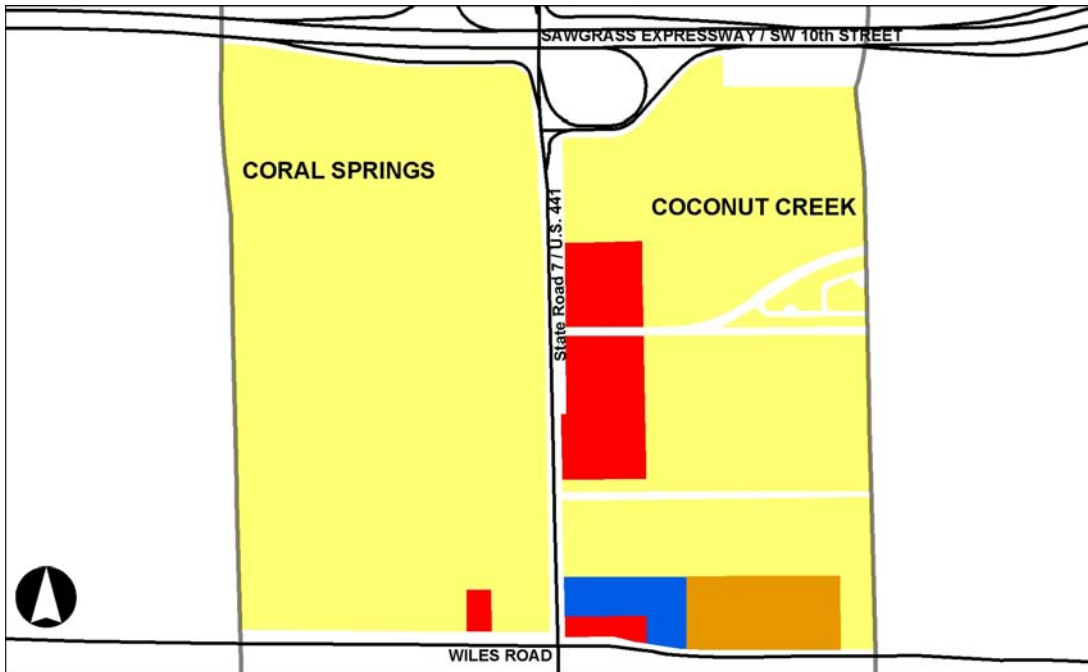 SAWGRASS EXPRESSWAY / SW 10th STREET
CORAL SPRINGS
COCONUT CREEK
State Road 7 / U.S. 441
WILES ROAD